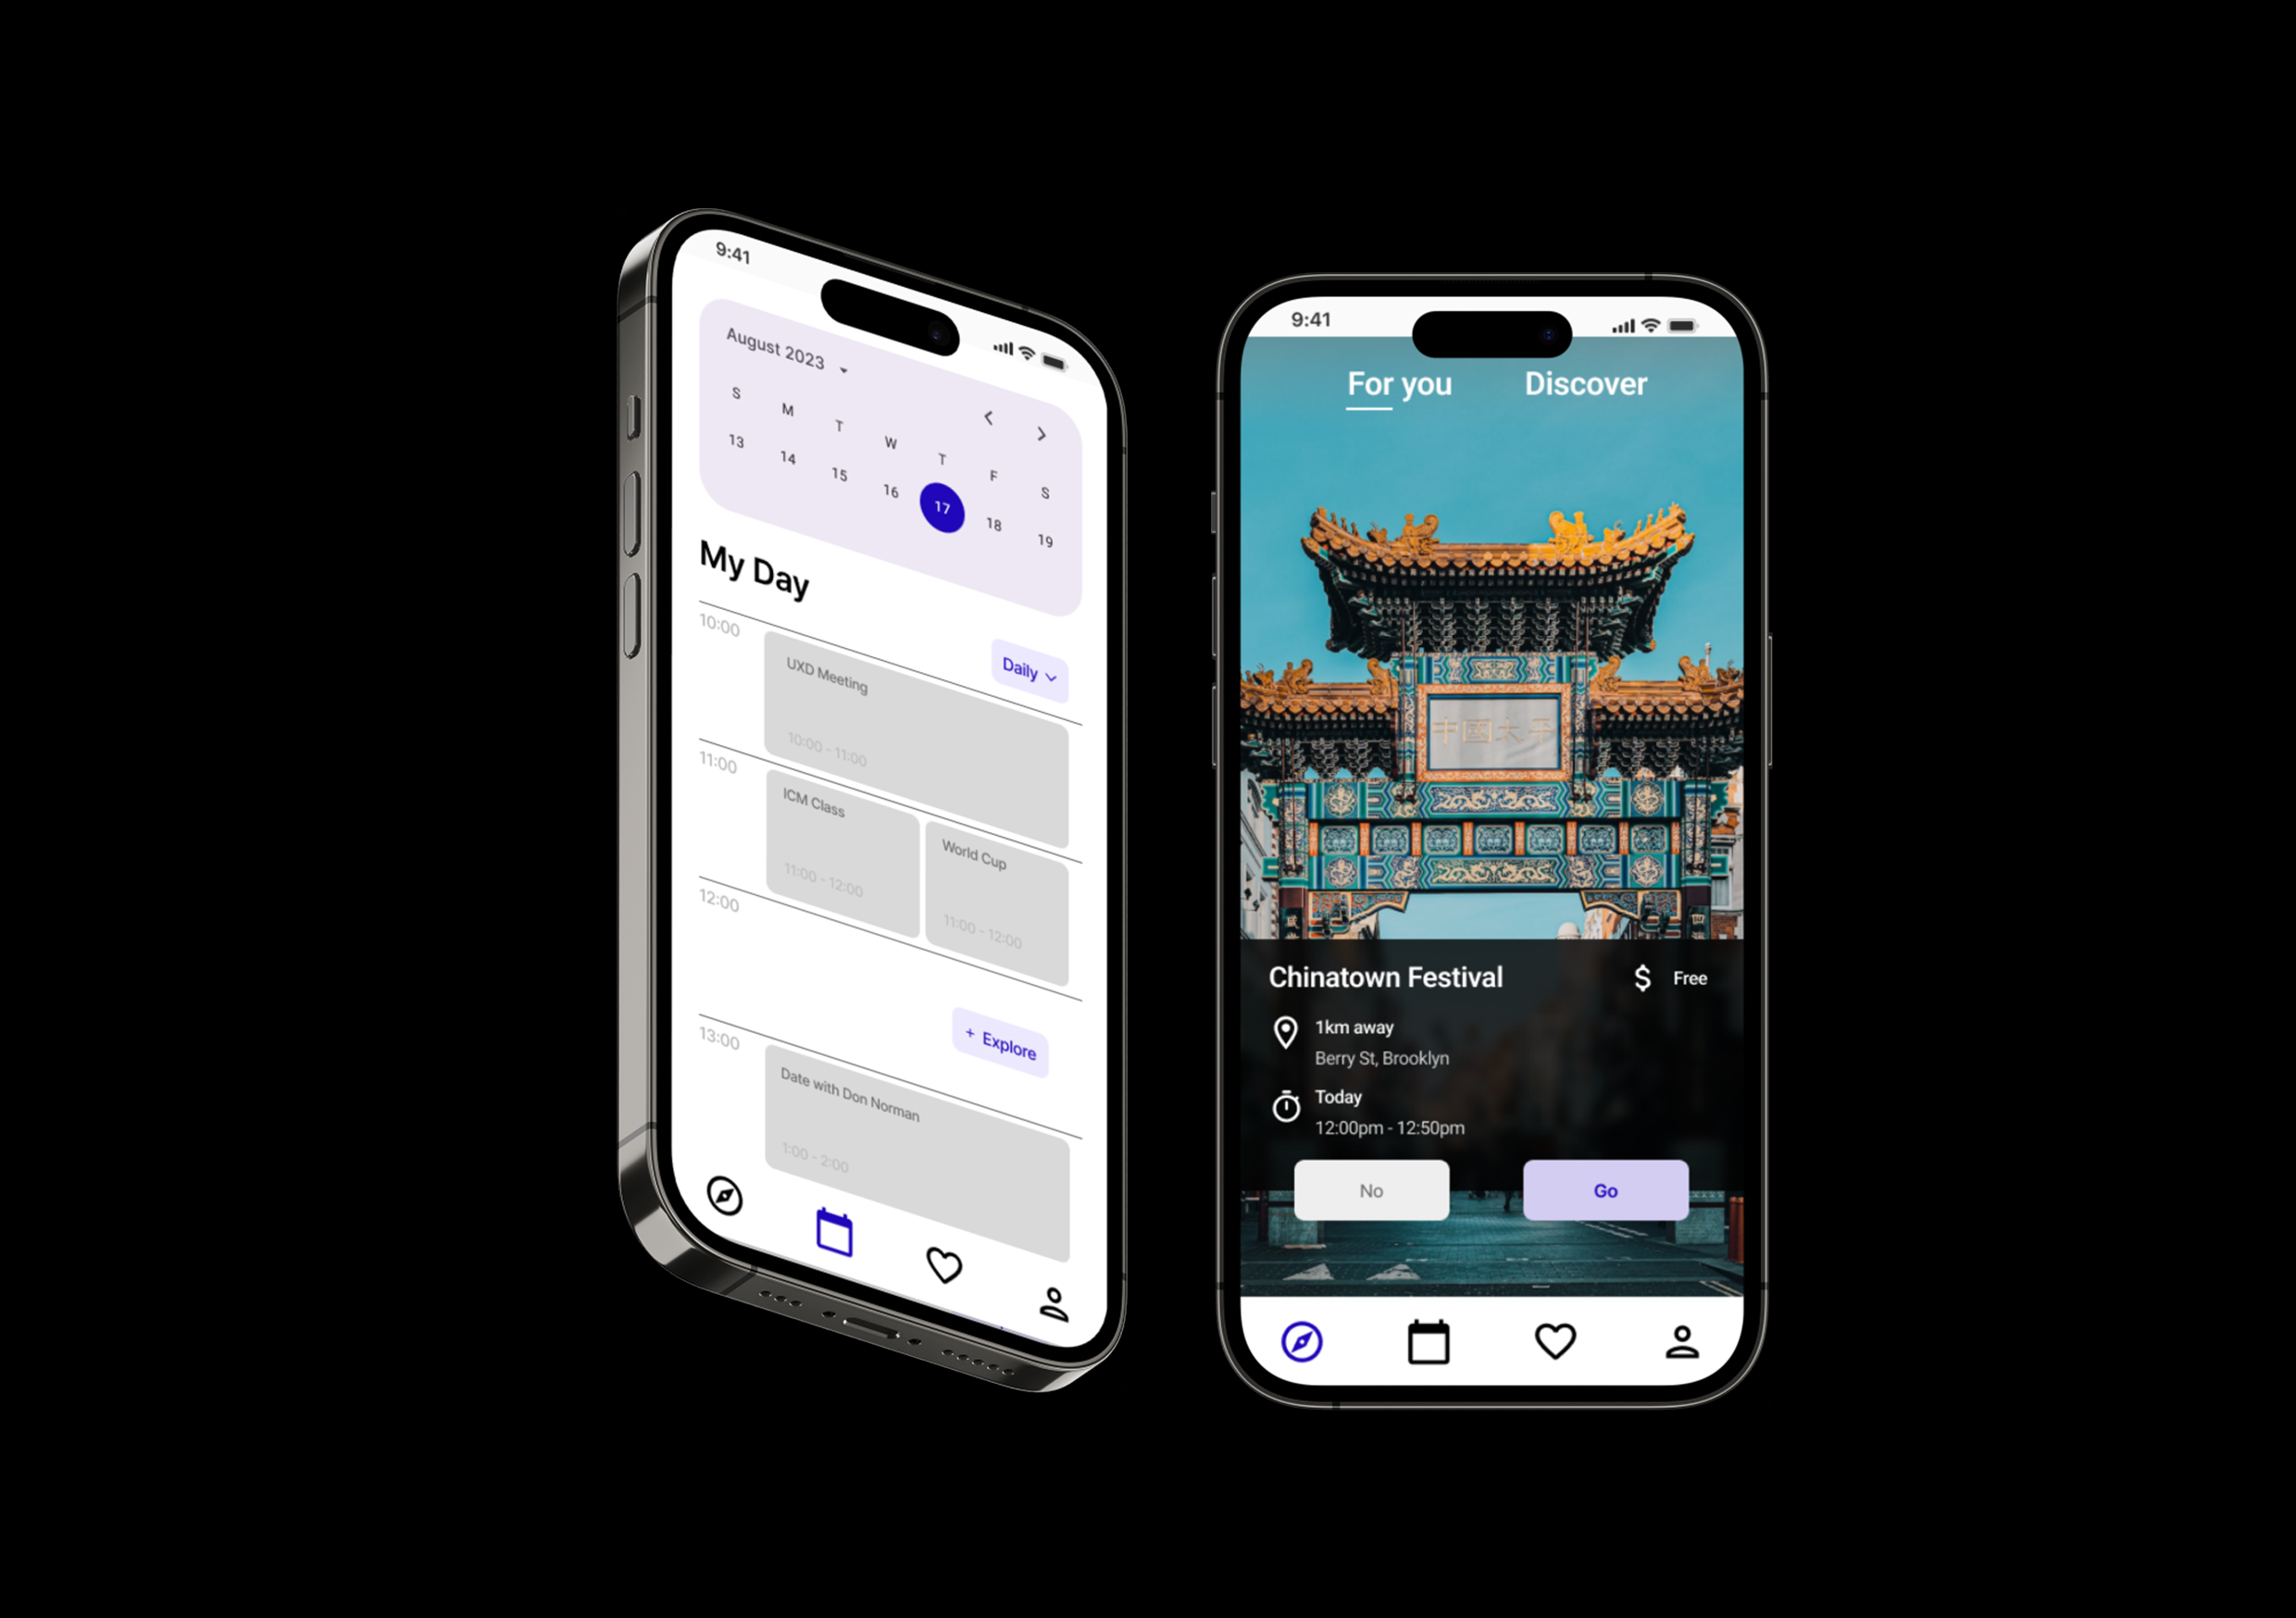 9:41
August 2023
S M T W T F S
13 14 15 16 17 18 19
My Day
Daily
10:00
UXD Meeting
10:00 - 11:00
11:00
ICM Class
11:00 - 12:00
World Cup
11:00 - 12:00
12:00
+ Explore
13:00
Date with Don Norman
1:00 - 2:00
9:41
For you Discover
中國太平
Chinatown Festival
$ Free
1km away
Berry St, Brooklyn
Today
12:00pm - 12:50pm
No Go